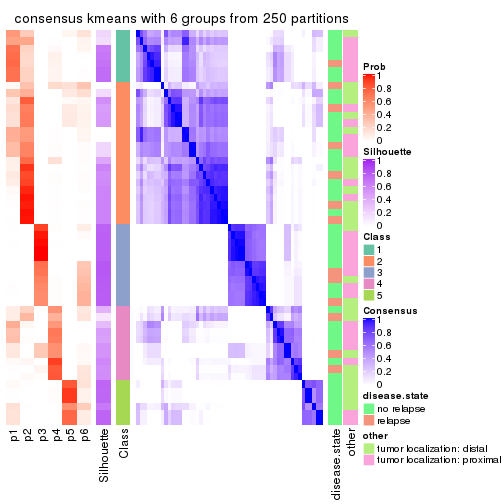 consensus kmeans with 6 groups from 250 partitions
Prob
1
0.8
0.6
0.4
0.2
0
Silhouette
1
0.8
0.6
0.4
0.2
0
Class
1
2
3
4
5
Consensus
1
0.8
0.6
0.4
0.2
0
disease.state
no relapse
relapse
other
tumor localization: distal
tumor localization: proximal
p1
p2
p3
p4
p5
p6
Silhouette
Class
disease.state
other